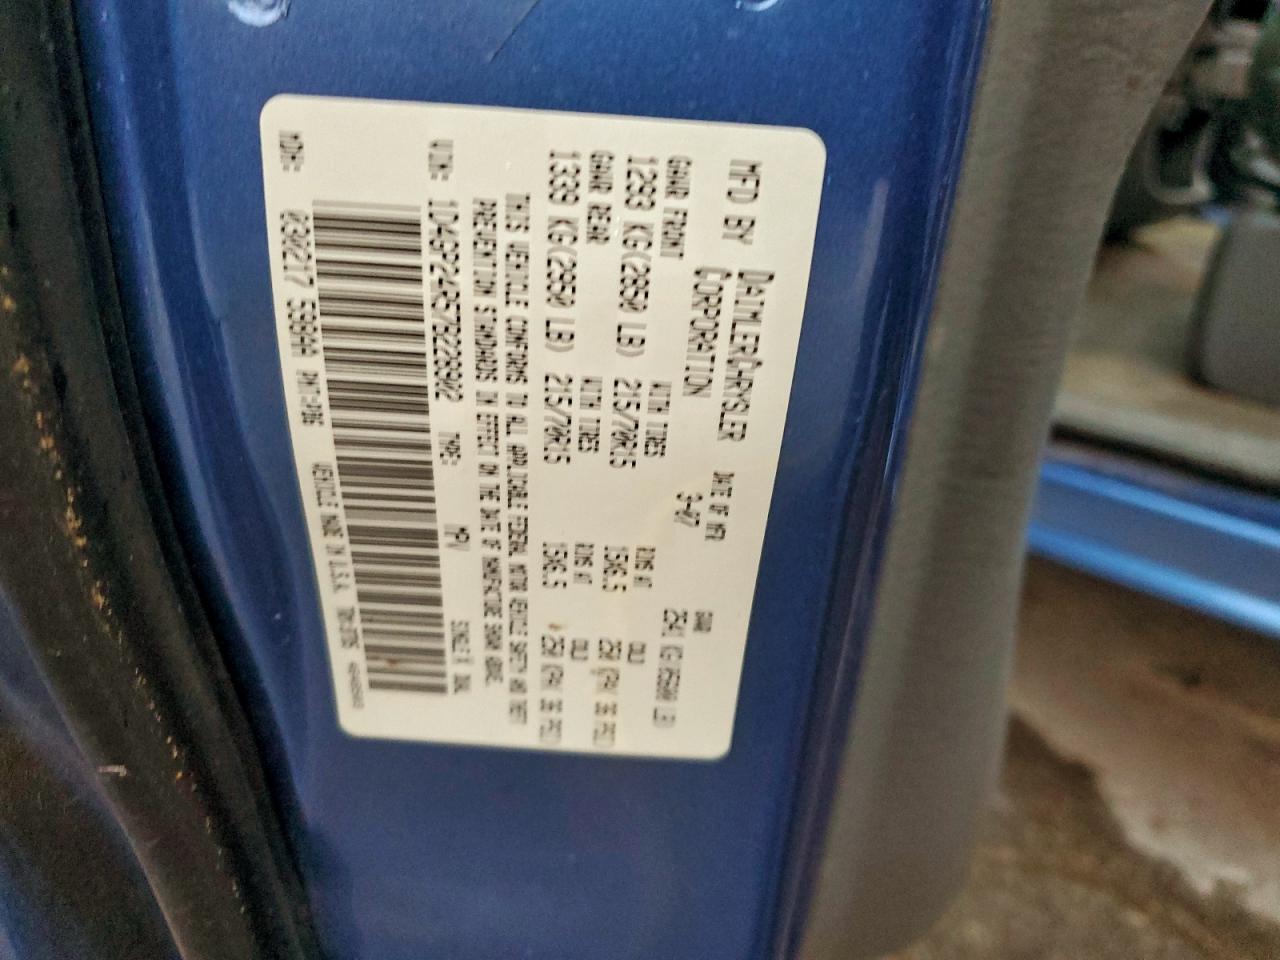 MFD BY DAIMLERCHRYSLER CORPORATION DATE OF MFR 3-07 GVWR 2541 KG (05600 LB)
GAWR FRONT WITH TIRES RIMS AT COLD
1293 KG(2850 LB) 215/70R15 15X6.5 250 KPA( 36 PSI)
GAWR REAR WITH TIRES RIMS AT COLD
1339 KG(2950 LB) 215/70R15 15X6.5 250 KPA( 36 PSI)
THIS VEHICLE CONFORMS TO ALL APPLICABLE FEDERAL MOTOR VEHICLE SAFETY AND THEFT
PREVENTION STANDARDS IN EFFECT ON THE DATE OF MANUFACTURE SHOWN ABOVE.
VIN: TYPE: MPV SINGLE X DUAL
MDH: VEHICLE MADE IN U.S.A.